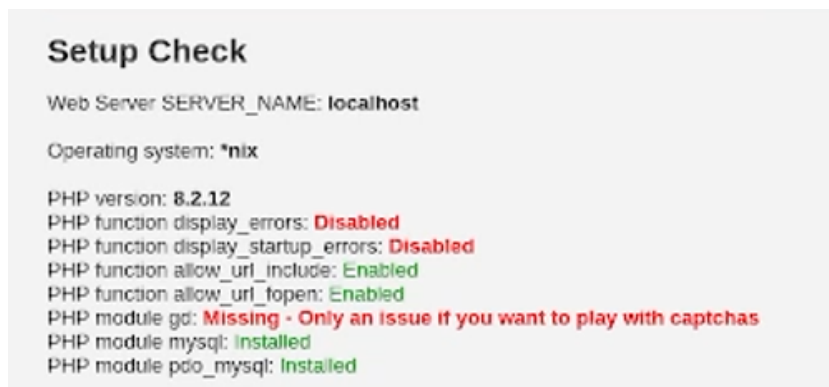 Setup Check
Web Server SERVER_NAME: localhost
Operating system: *nix
PHP version: 8.2.12
PHP function display_errors: Disabled
PHP function display_startup_errors: Disabled
PHP function allow_url_include: Enabled
PHP function allow_url_fopen: Enabled
PHP module gd: Missing - Only an issue if you want to play with captchas
PHP module mysql: Installed
PHP module pdo_mysql: Installed